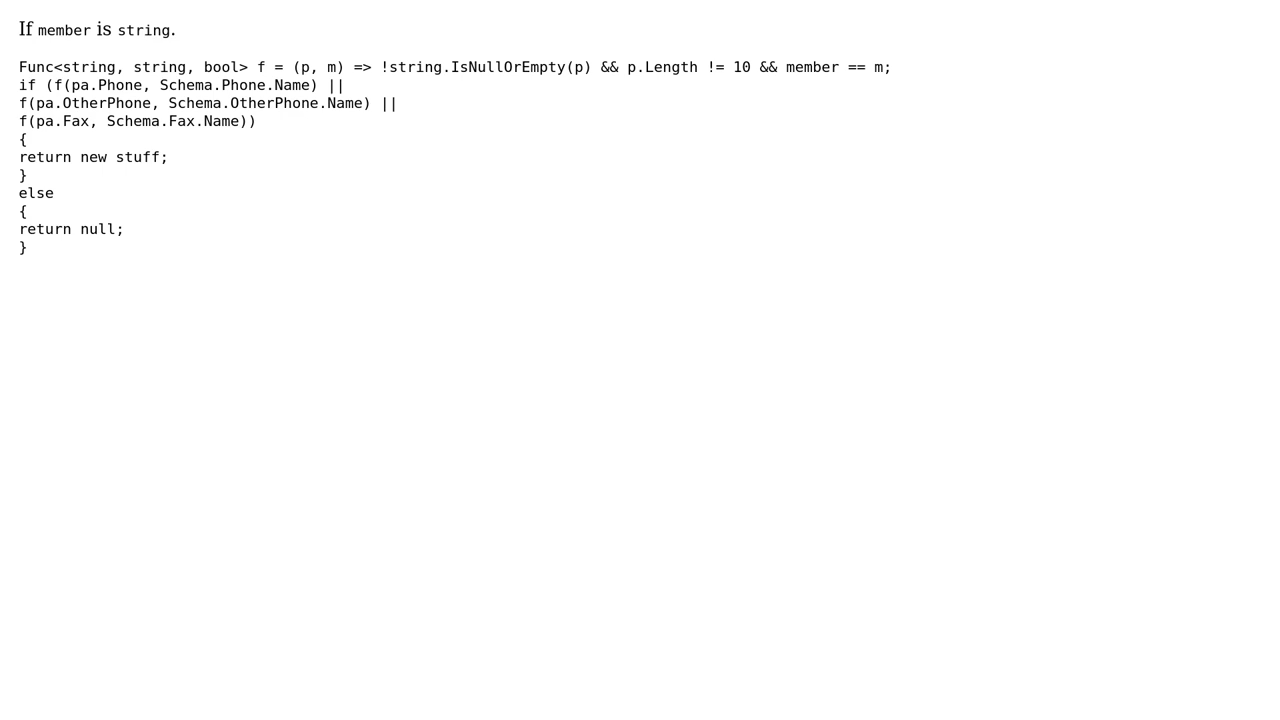 If member is string.
Func<string, string, bool> f = (p, m) => !string.IsNullOrEmpty(p) && p.Length != 10 && member == m;
if (f(pa.Phone, Schema.Phone.Name) ||
f(pa.OtherPhone, Schema.OtherPhone.Name) ||
f(pa.Fax, Schema.Fax.Name))
{
return new stuff;
}
else
{
return null;
}